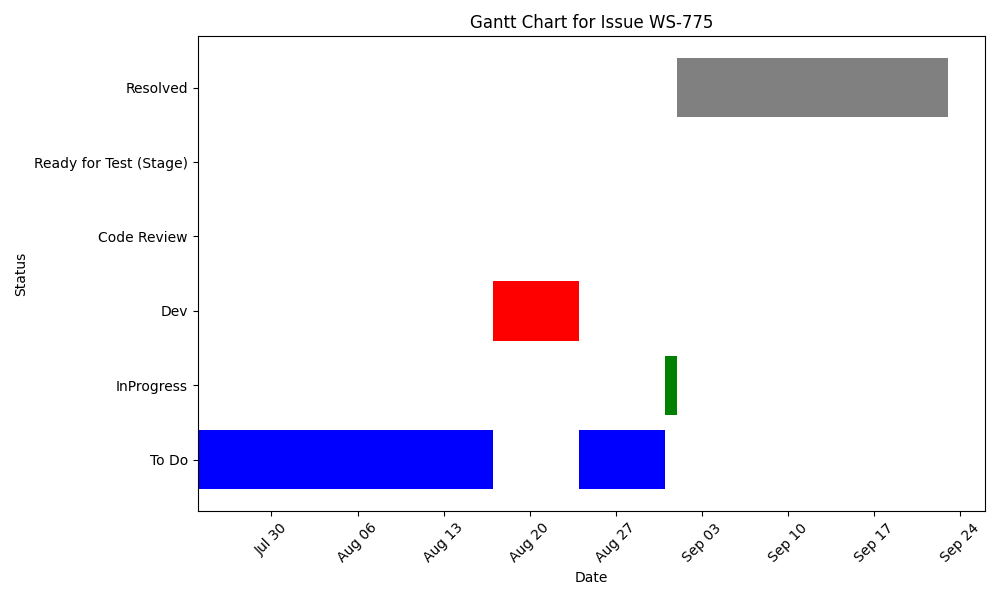 Gantt Chart for Issue WS-775
Status
Resolved
Ready for Test (Stage)
Code Review
Dev
InProgress
To Do
Jul 30
Aug 06
Aug 13
Aug 20
Aug 27
Sep 03
Sep 10
Sep 17
Sep 24
Date